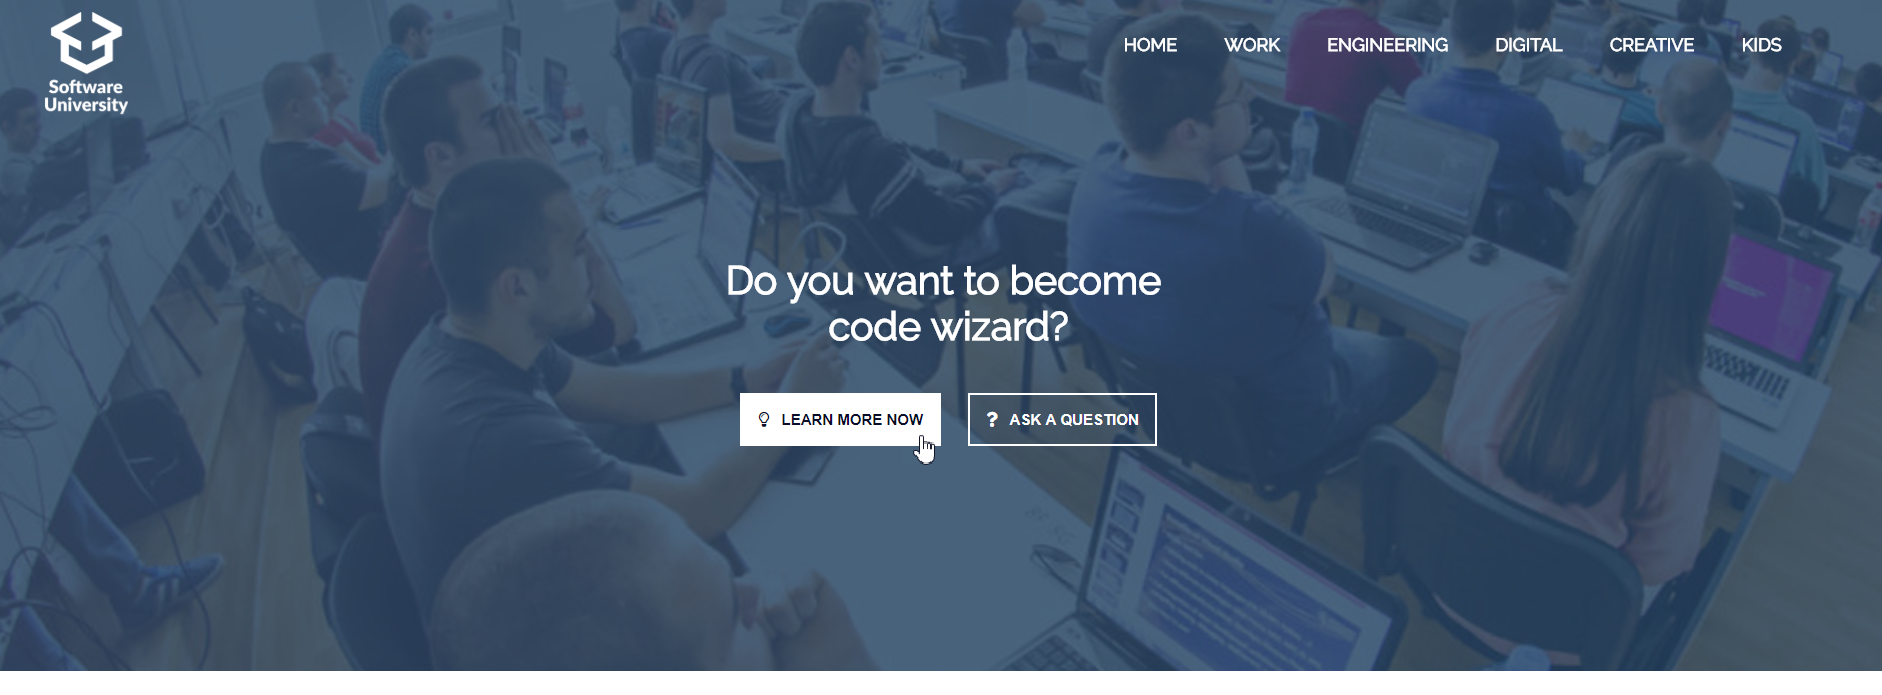 Software
University
HOME WORK ENGINEERING DIGITAL CREATIVE KIDS
Do you want to become
code wizard?
LEARN MORE NOW
? ASK A QUESTION